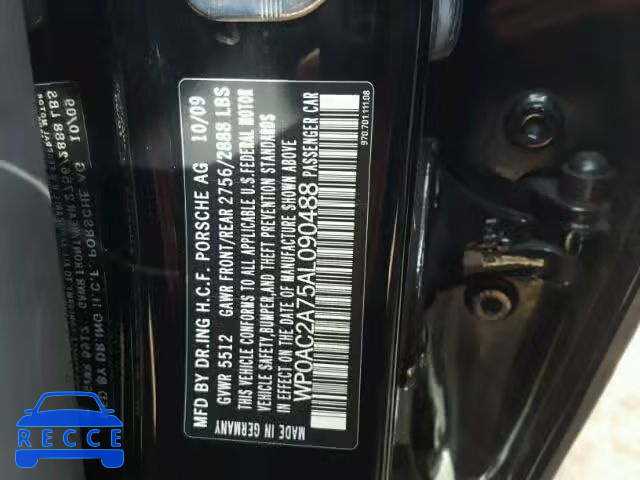 MFD BY DR.ING H.C.F. PORSCHE AG 10/09
GVWR 5512 GAWR FRONT/REAR 2756/2888 LBS
THIS VEHICLE CONFORMS TO ALL APPLICABLE U.S.FEDERAL MOTOR
VEHICLE SAFETY,BUMPER,AND THEFT PREVENTION STANDARDS
IN EFFECT ON THE DATE OF MANUFACTURE SHOWN ABOVE
WP0AC2A75AL090488 PASSENGER CAR
MADE IN GERMANY
970.701.111.08
RECCE